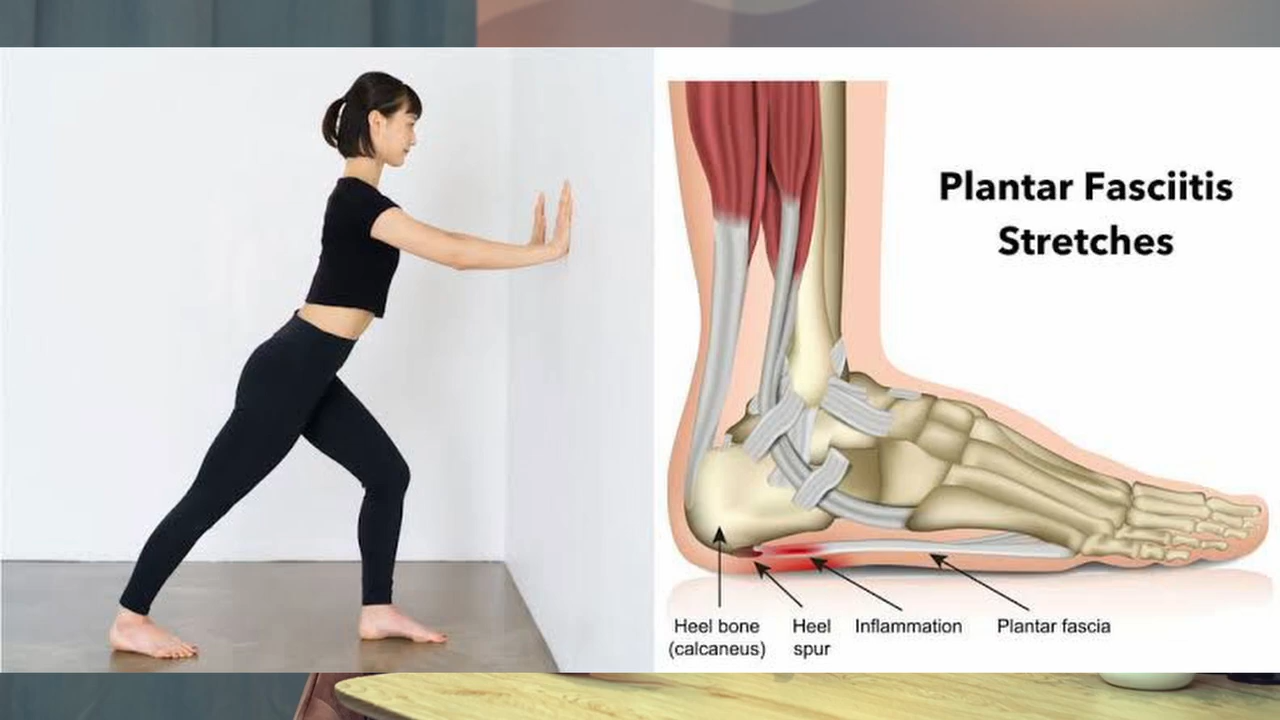 Plantar Fasciitis
Stretches
Heel bone
(calcaneus)
Heel
spur
Inflammation
Plantar fascia